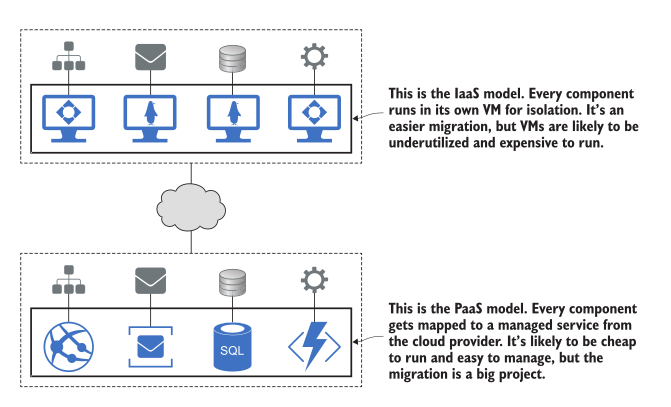 This is the IaaS model. Every component
runs in its own VM for isolation. It's an
easier migration, but VMs are likely to be
underutilized and expensive to run.
This is the PaaS model. Every component
gets mapped to a managed service from
the cloud provider. It's likely to be cheap
to run and easy to manage, but the
migration is a big project.
SQL